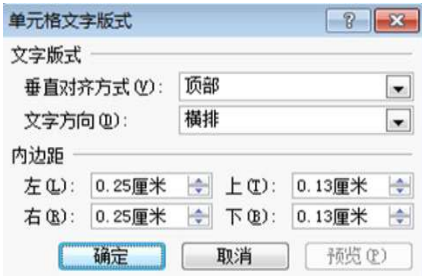 单元格文字版式
文字版式
垂直对齐方式(V): 顶部
文字方向(D): 横排
内边距
左(L): 0.25厘米 上(T): 0.13厘米
右(R): 0.25厘米 下(B): 0.13厘米
确定 取消 预览(P)